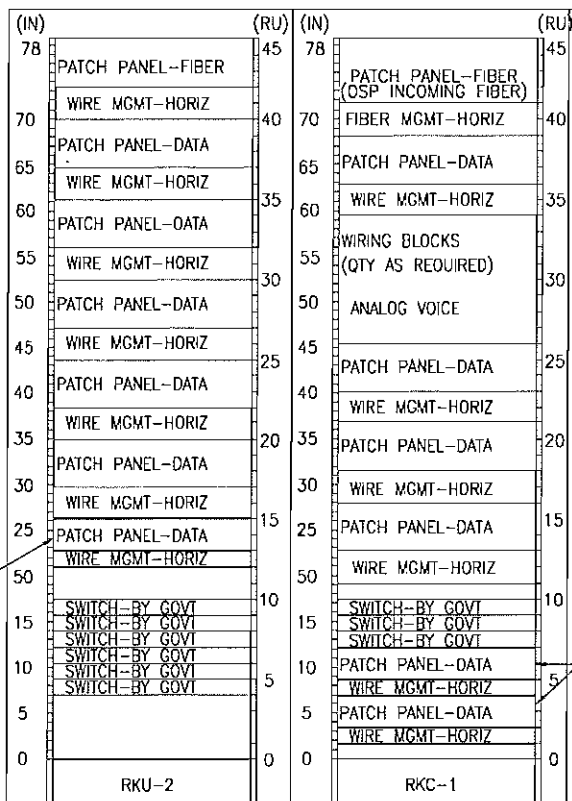 (IN)
78
70
65
60
55
50
45
40
35
30
25
50
15
10
5
0
PATCH PANEL-FIBER
WIRE MGMT-HORIZ
PATCH PANEL-DATA
WIRE MGMT-HORIZ
PATCH PANEL-OATA
WIRE MGMT-HORIZ
PATCH PANEL-DATA
WIRE MGMT-HORIZ
PATCH PANEL-DATA
WIRE MGMT-HORIZ
PATCH PANEL-DATA
WIRE MGMT-HORIZ
PATCH PANEL-DATA
WIRE MGMT-HORIZ
SWITCH-BY GOVT
SWITCH-BY GOVT
SWITCH-BY GOVT
SWITCH-BY GOVT
SWITCH-BY GOVT
SWITCH-BY GOVT
RKU-2
(RU)
45
40
35
30
25
20
15
10
5
0
(IN)
78
70
65
60
55
50
45
40
35
30
25
50
15
10
5
0
PATCH PANEL-FIBER
(OSP INCOMING FIBER)
FIBER MGMT-HORIZ
PATCH PANEL-DATA
WIRE MGMT-HORIZ
WIRING BLOCKS
(QTY AS REQUIRED)
ANALOG VOICE
PATCH PANEL-DATA
WIRE MGMT-HORIZ
PATCH PANEL-DATA
WIRE MGMT-HORIZ
PATCH PANEL-DATA
WIRE MGMT-HORIZ
SWITCH-BY GOVT
SWITCH-BY GOVT
SWITCH-BY GOVT
PATCH PANEL-DATA
WIRE MGMT-HORIZ
PATCH PANEL-DATA
WIRE MGMT-HORIZ
RKC-1
(RU)
45
40
35
30
25
20
15
10
5
0